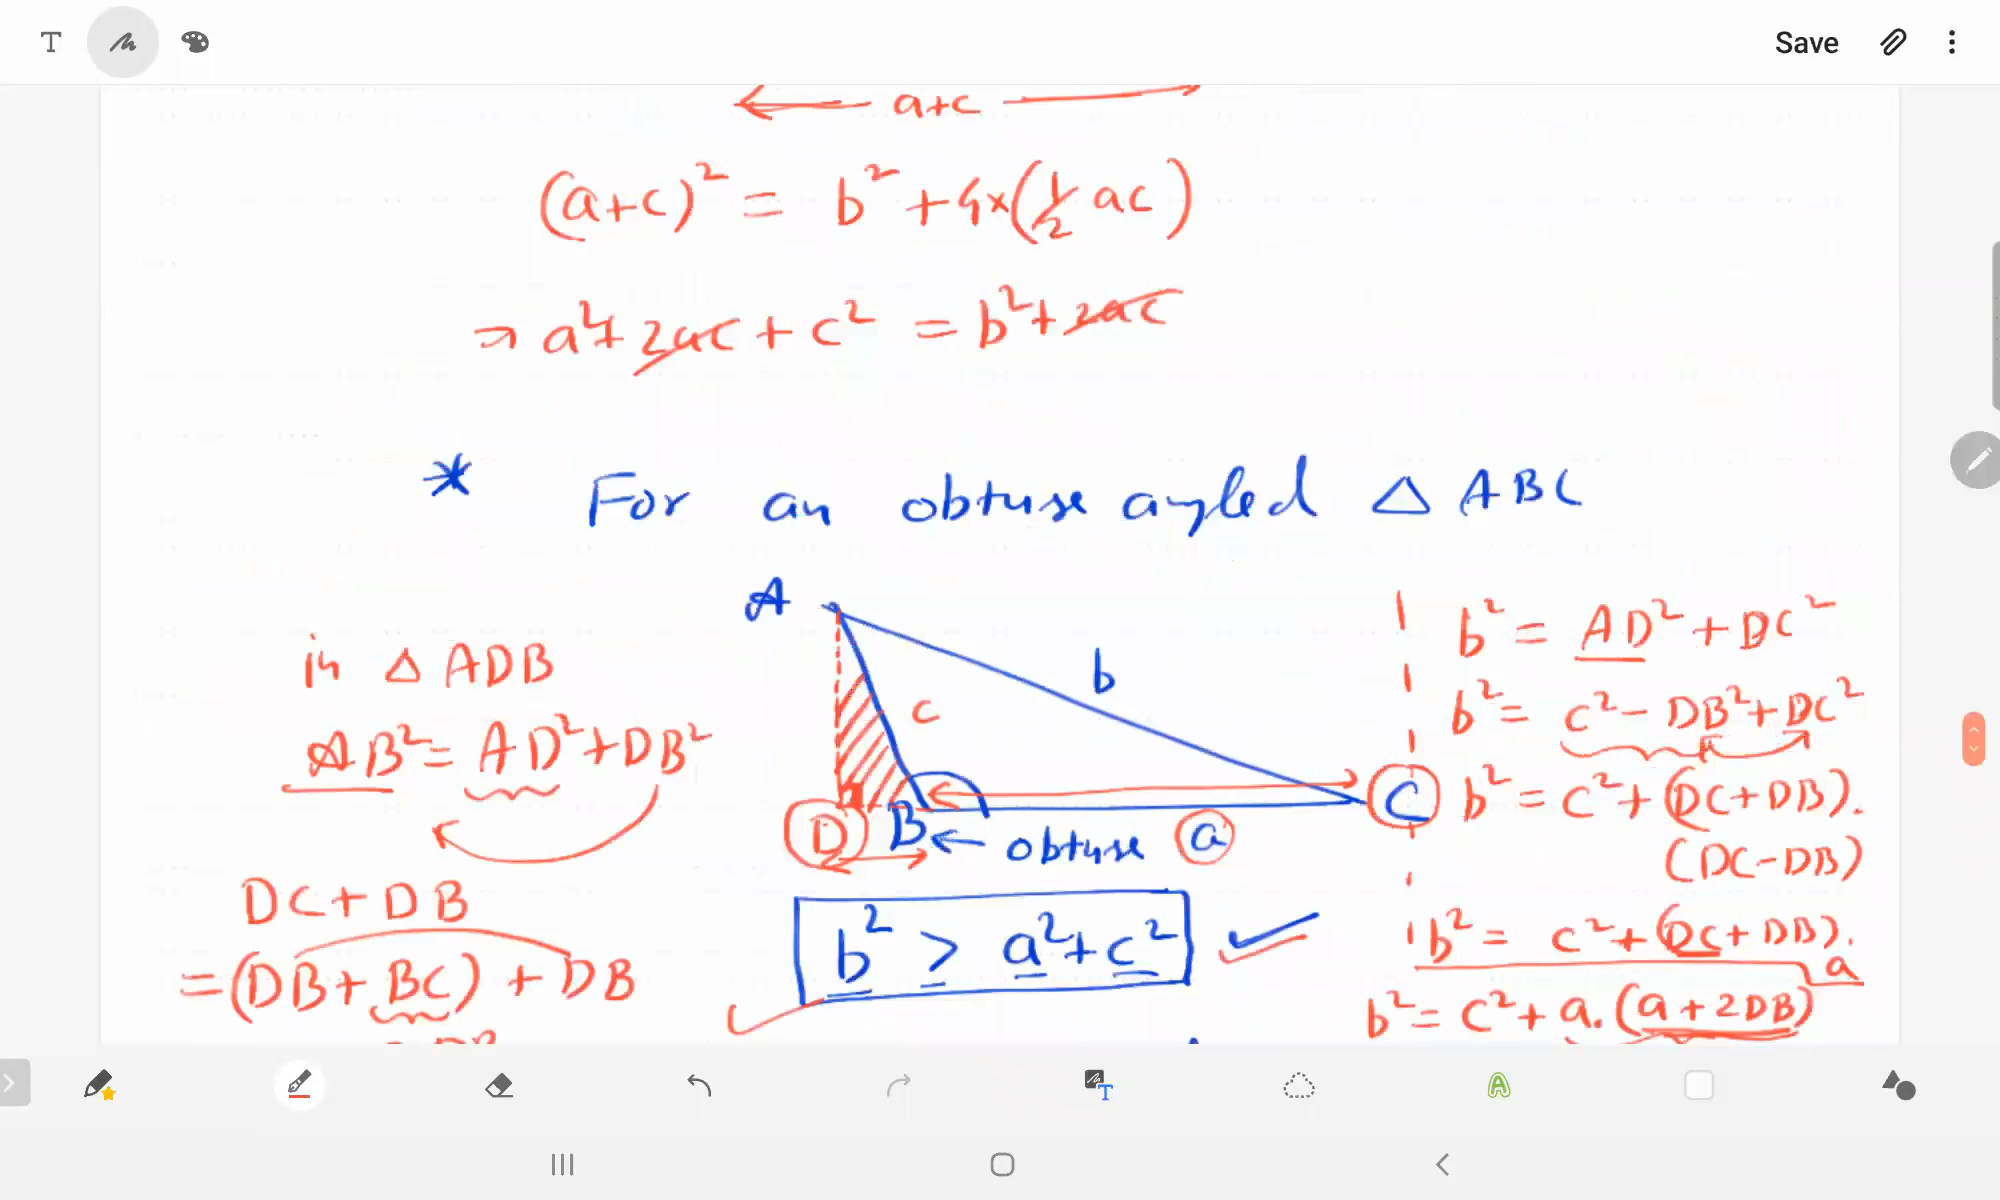 T
Save
a+c
(a+c)² = b² + 4×(1/2 ac)
⇒ a² + 2ac + c² = b² + 2ac
* For an obtuse angled △ ABC
A
b
c
D
B ← obtuse
a
C
b² > a² + c² ✓
in △ ADB
AB² = AD² + DB²
DC + DB
= (DB + BC) + DB
DB
b² = AD² + DC²
b² = c² - DB² + DC²
b² = c² + (DC + DB).
(DC - DB)
b² = c² + (DC + DB).
a
b² = c² + a.(a + 2DB)